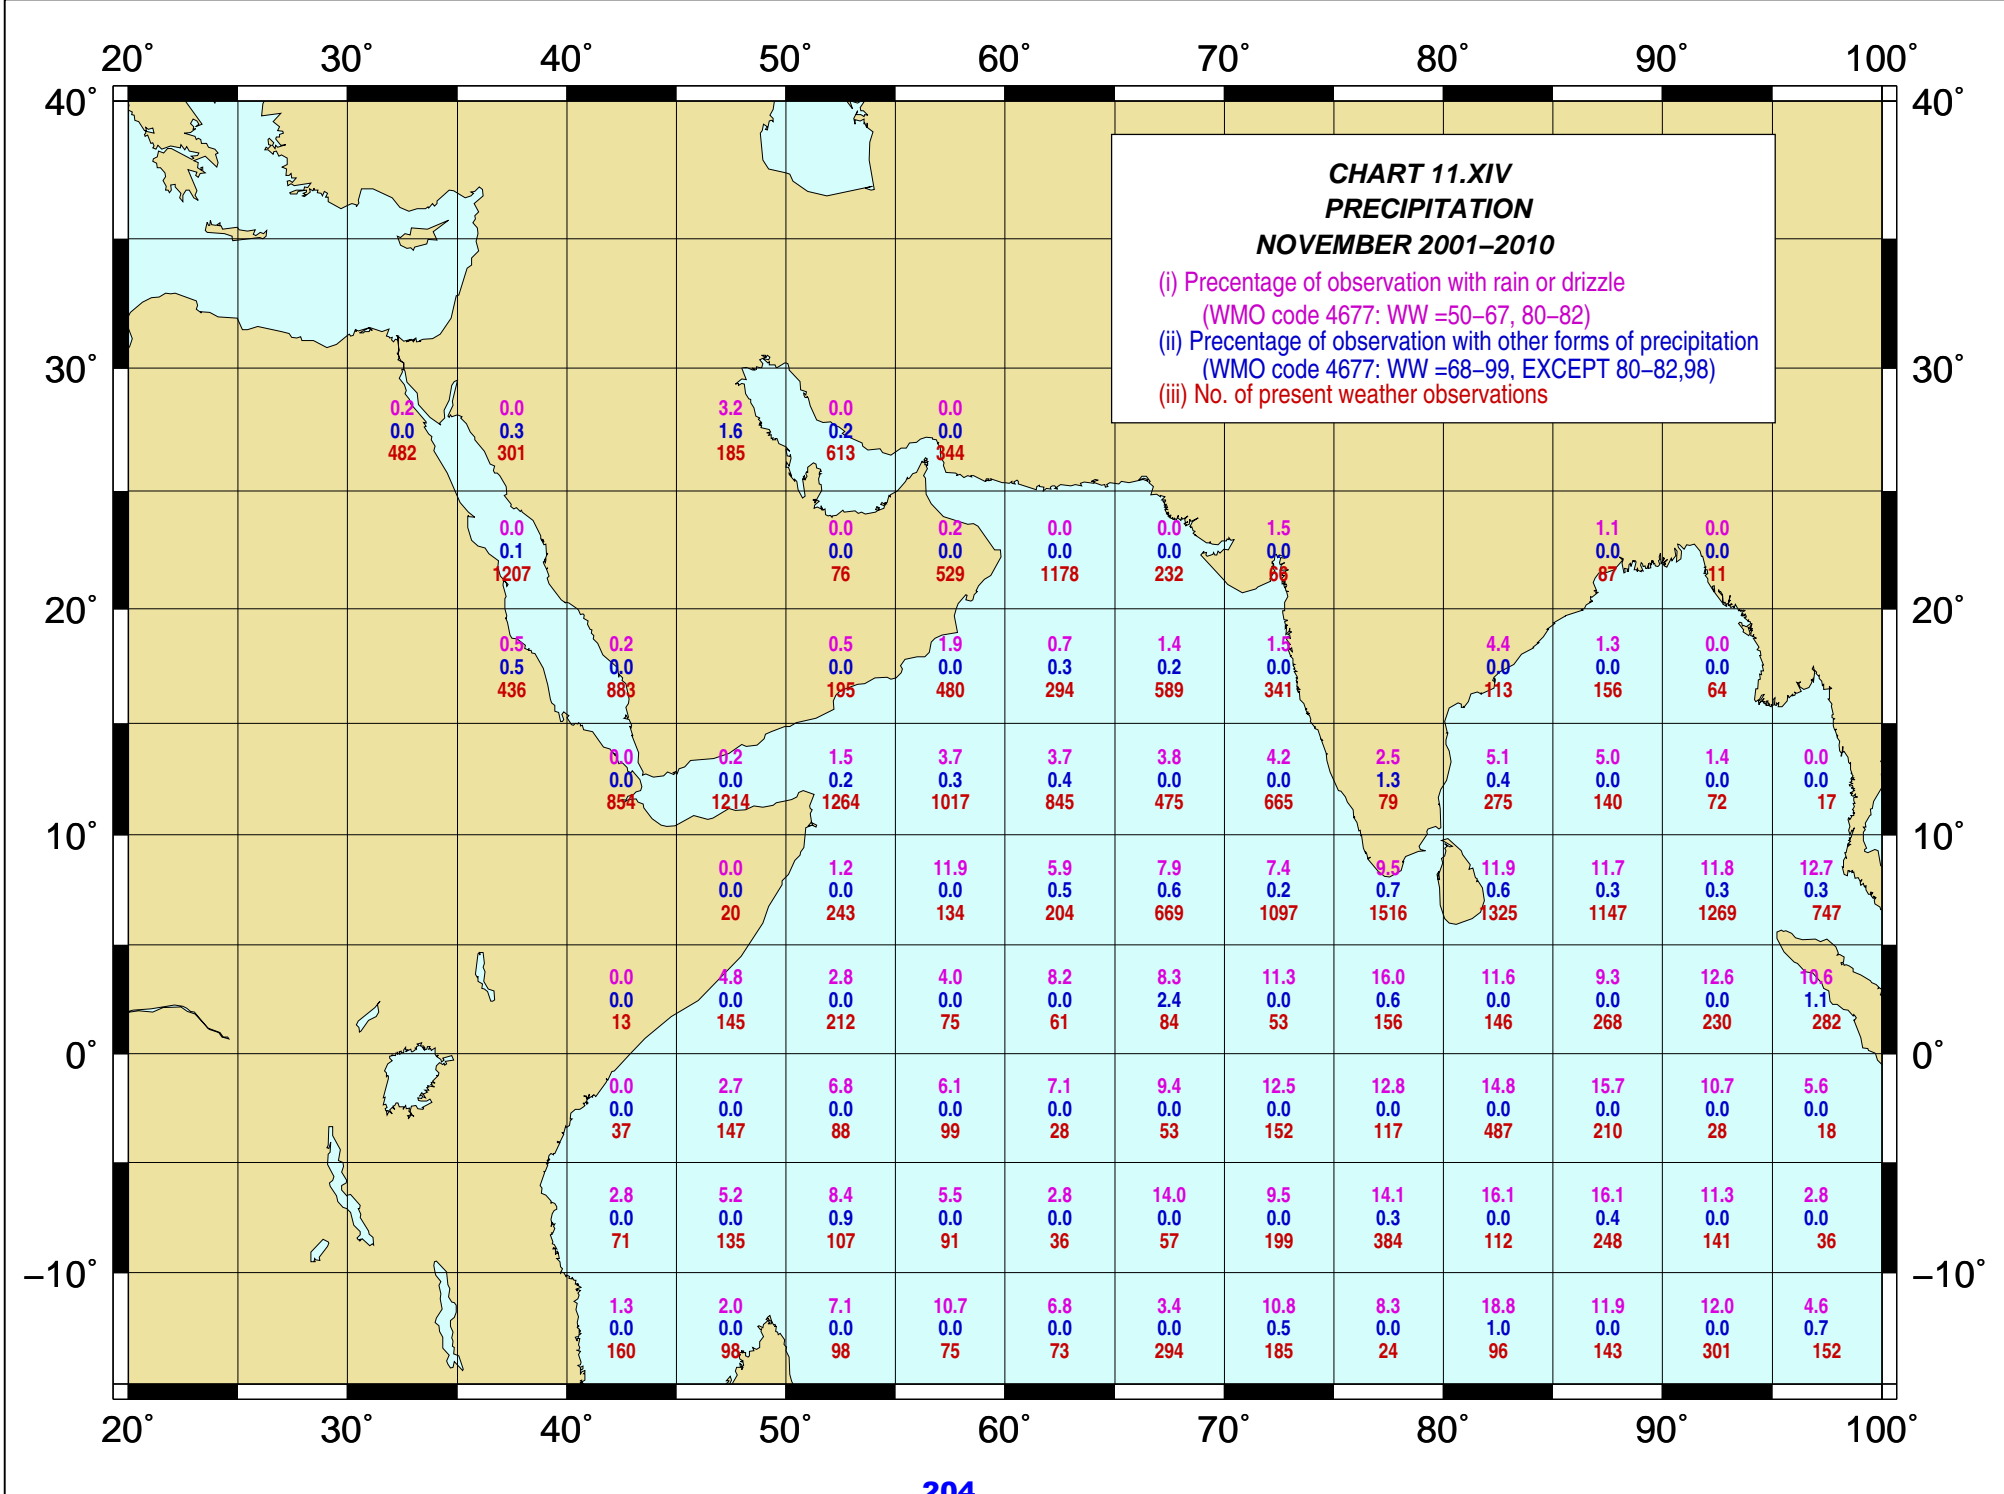 20° 30° 40° 50° 60° 70° 80° 90° 100°
40° 40°
CHART 11.XIV
PRECIPITATION
NOVEMBER 2001–2010
(i) Precentage of observation with rain or drizzle
(WMO code 4677: WW =50–67, 80–82)
(ii) Precentage of observation with other forms of precipitation
(WMO code 4677: WW =68–99, EXCEPT 80–82,98)
(iii) No. of present weather observations
30° 30°
0.2 0.0 3.2 0.0 0.0
0.0 0.3 1.6 0.2 0.0
482 301 185 613 344
0.0 0.0 0.2 0.0 0.0 1.5 1.1 0.0
0.1 0.0 0.0 0.0 0.0 0.0 0.0 0.0
1207 76 529 1178 232 66 87 11
20° 20°
0.5 0.2 0.5 1.9 0.7 1.4 1.5 4.4 1.3 0.0
0.5 0.0 0.0 0.0 0.3 0.2 0.0 0.0 0.0 0.0
436 883 195 480 294 589 341 113 156 64
0.0 0.2 1.5 3.7 3.7 3.8 4.2 2.5 5.1 5.0 1.4 0.0
0.0 0.0 0.2 0.3 0.4 0.0 0.0 1.3 0.4 0.0 0.0 0.0
854 1214 1264 1017 845 475 665 79 275 140 72 17
10° 10°
0.0 1.2 11.9 5.9 7.9 7.4 9.5 11.9 11.7 11.8 12.7
0.0 0.0 0.0 0.5 0.6 0.2 0.7 0.6 0.3 0.3 0.3
20 243 134 204 669 1097 1516 1325 1147 1269 747
0.0 4.8 2.8 4.0 8.2 8.3 11.3 16.0 11.6 9.3 12.6 10.6
0.0 0.0 0.0 0.0 0.0 2.4 0.0 0.6 0.0 0.0 0.0 1.1
13 145 212 75 61 84 53 156 146 268 230 282
0° 0°
0.0 2.7 6.8 6.1 7.1 9.4 12.5 12.8 14.8 15.7 10.7 5.6
0.0 0.0 0.0 0.0 0.0 0.0 0.0 0.0 0.0 0.0 0.0 0.0
37 147 88 99 28 53 152 117 487 210 28 18
2.8 5.2 8.4 5.5 2.8 14.0 9.5 14.1 16.1 16.1 11.3 2.8
0.0 0.0 0.9 0.0 0.0 0.0 0.0 0.3 0.0 0.4 0.0 0.0
71 135 107 91 36 57 199 384 112 248 141 36
–10° –10°
1.3 2.0 7.1 10.7 6.8 3.4 10.8 8.3 18.8 11.9 12.0 4.6
0.0 0.0 0.0 0.0 0.0 0.0 0.5 0.0 1.0 0.0 0.0 0.7
160 98 98 75 73 294 185 24 96 143 301 152
20° 30° 40° 50° 60° 70° 80° 90° 100°
204